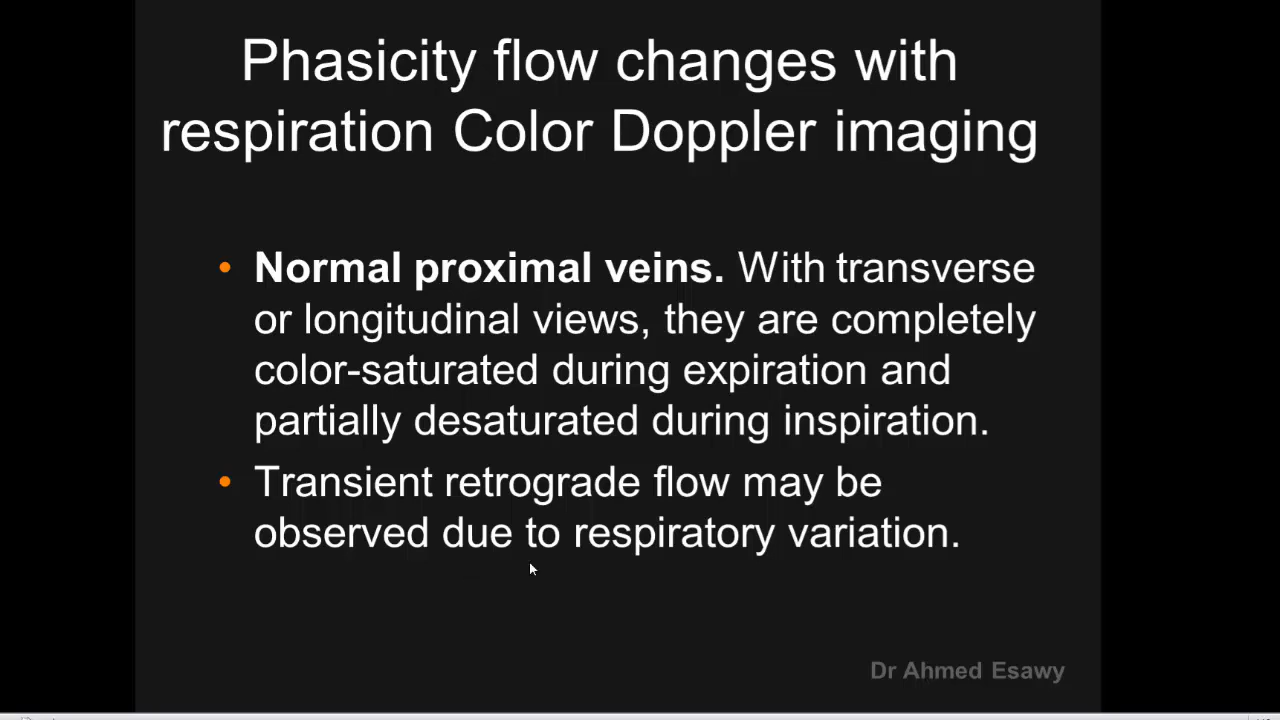 Phasicity flow changes with
respiration Color Doppler imaging
• Normal proximal veins. With transverse
or longitudinal views, they are completely
color-saturated during expiration and
partially desaturated during inspiration.
• Transient retrograde flow may be
observed due to respiratory variation.
Dr Ahmed Esawy